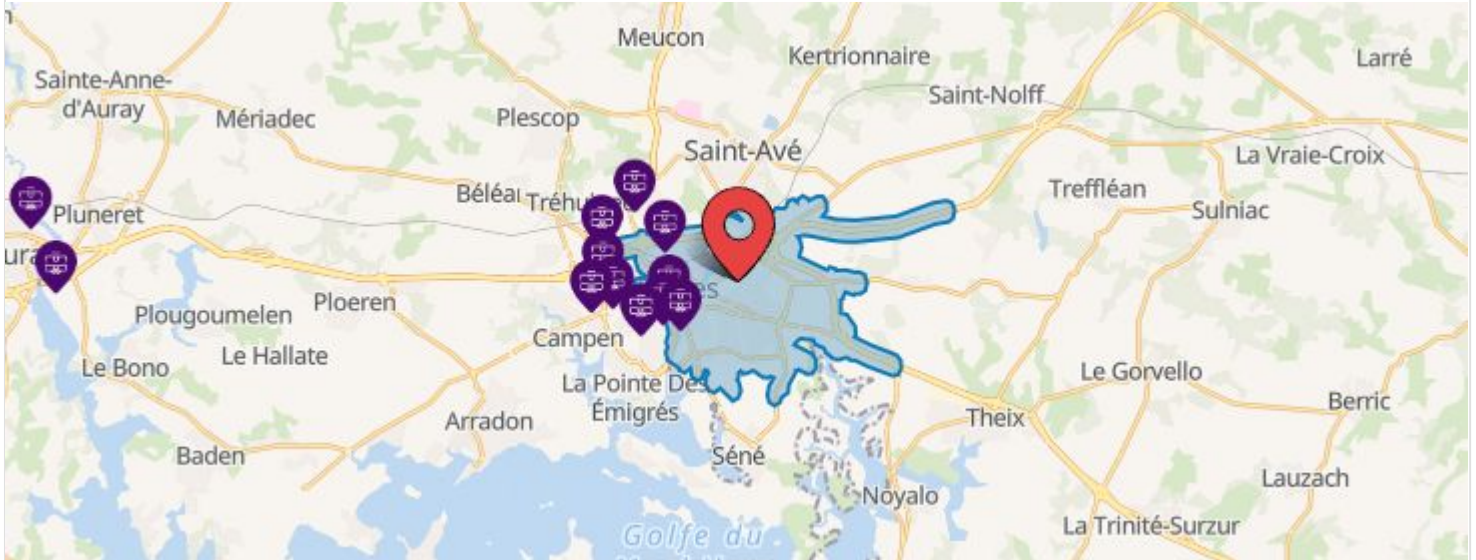 Meucon
Kertrionnaire
Larré
Sainte-Anne-
d'Auray
Saint-Nolff
Mériadec
Plescop
Saint-Avé
La Vraie-Croix
Béléai
Treffléan
Pluneret
Sulniac
Ploeren
Plougoumelen
Campen
Le Hallate
Le Bono
La Pointe Des
Émigrés
Le Gorvello
Arradon
Theix
Berric
Baden
Séné
Lauzach
Noyalo
La Trinité-Surzur
Golfe du